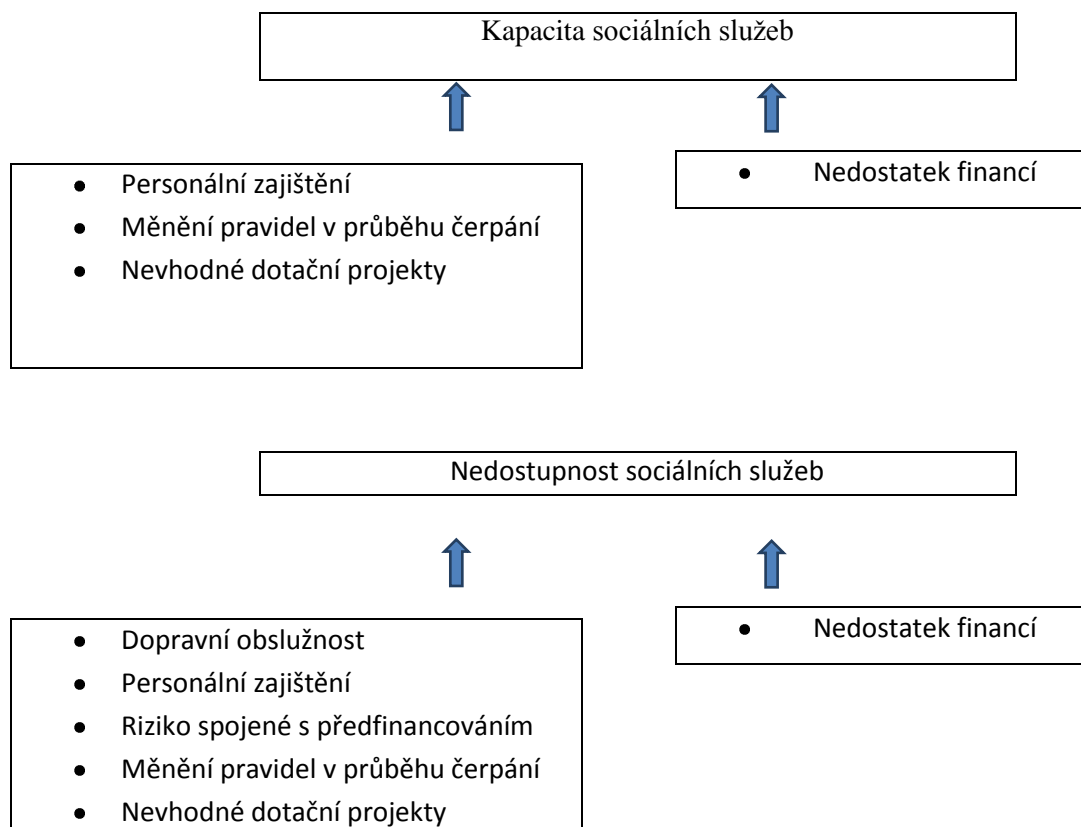 Kapacita sociálních služeb
• Personální zajištění
• Měnění pravidel v průběhu čerpání
• Nevhodné dotační projekty
• Nedostatek financí
Nedostupnost sociálních služeb
• Dopravní obslužnost
• Personální zajištění
• Riziko spojené s předfinancováním
• Měnění pravidel v průběhu čerpání
• Nevhodné dotační projekty
• Nedostatek financí